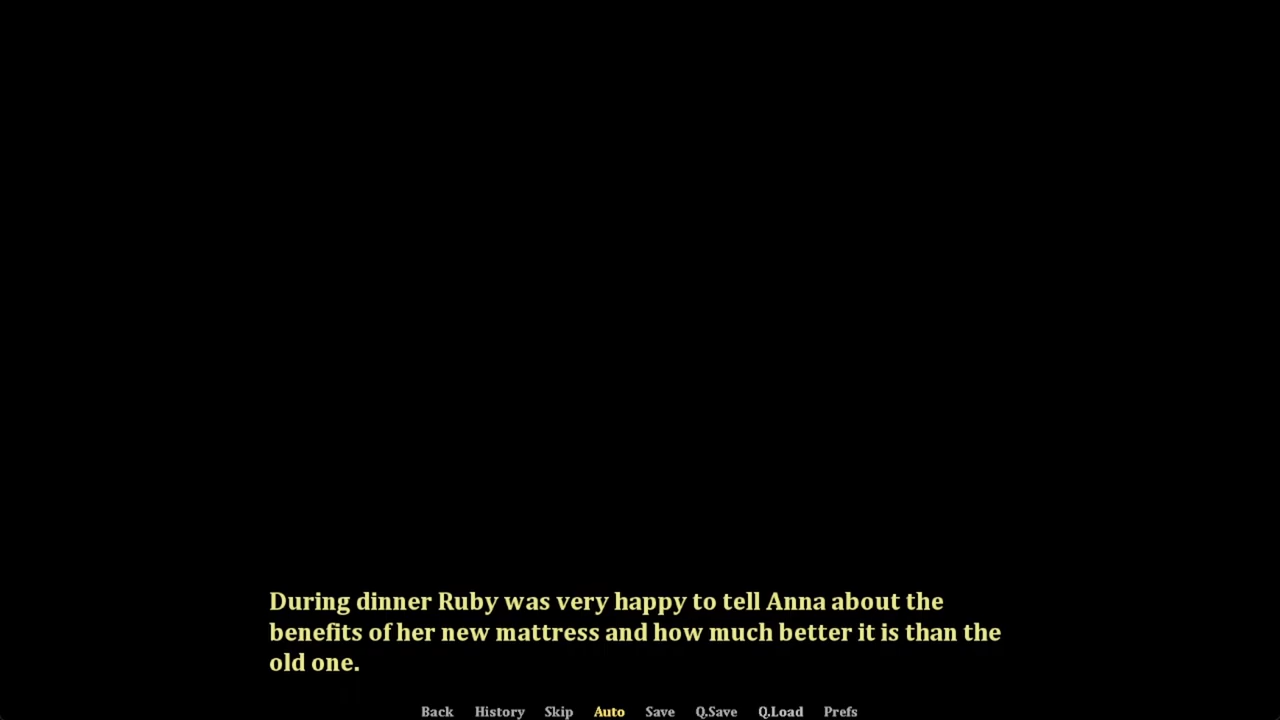 During dinner Ruby was very happy to tell Anna about the
benefits of her new mattress and how much better it is than the
old one.
Back History Skip Auto Save Q.Save Q.Load Prefs